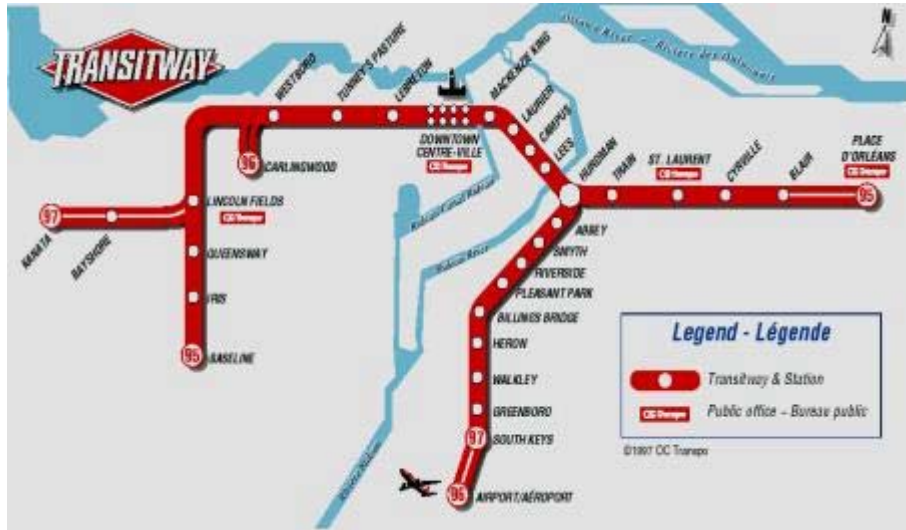 TRANSITWAY
N
WESTBORO
TUNNEY'S PASTURE
LEBRETON
MACKENZIE KING
LAURIER
CAMPUS
LEES
HURDMAN
TRAIN
ST. LAURENT
OC Transpo
CYRVILLE
BLAIR
PLACE
D'ORLÉANS
95
DOWNTOWN
CENTRE-VILLE
OC Transpo
96
CARLINGWOOD
LINCOLN FIELDS
OC Transpo
97
KANATA
BAYSHORE
QUEENSWAY
IRIS
95
BASELINE
Rideau River
SMYTH
RIVERSIDE
PLEASANT PARK
BILLINGS BRIDGE
HERON
WALKLEY
GREENBORO
97
SOUTH KEYS
96
AIRPORT/AÉROPORT
Legend - Légende
Transitway & Station
OC Transpo
Public office – Bureau public
©1997 OC Transpo